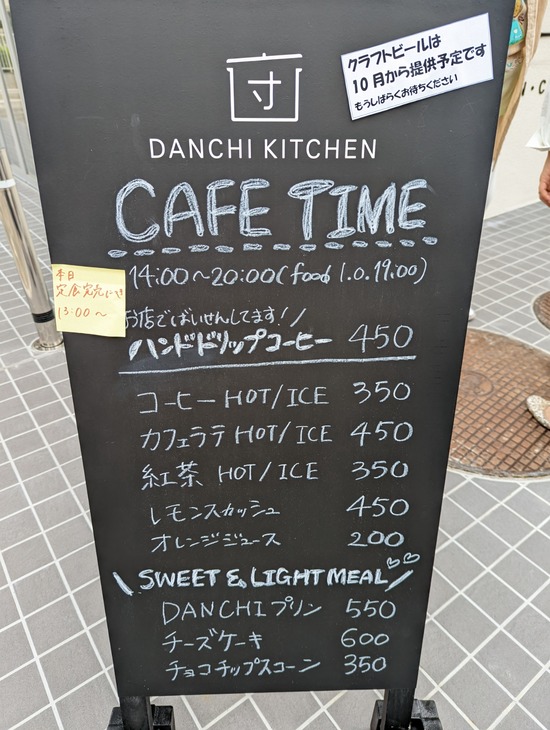 クラフトビールは
10月から提供予定です
もうしばらくお待ちください
DANCHI KITCHEN
CAFE TIME
14:00~20:00(food l.o.19:00)
本日
定食完売につき
13:00~
お店でばいせんしてます!
ハンドドリップコーヒー 450
コーヒー HOT/ICE 350
カフェラテ HOT/ICE 450
紅茶 HOT/ICE 350
レモンスカッシュ 450
オレンジジュース 200
SWEET & LIGHT MEAL
DANCHIプリン 550
チーズケーキ 600
チョコチップスコーン 350